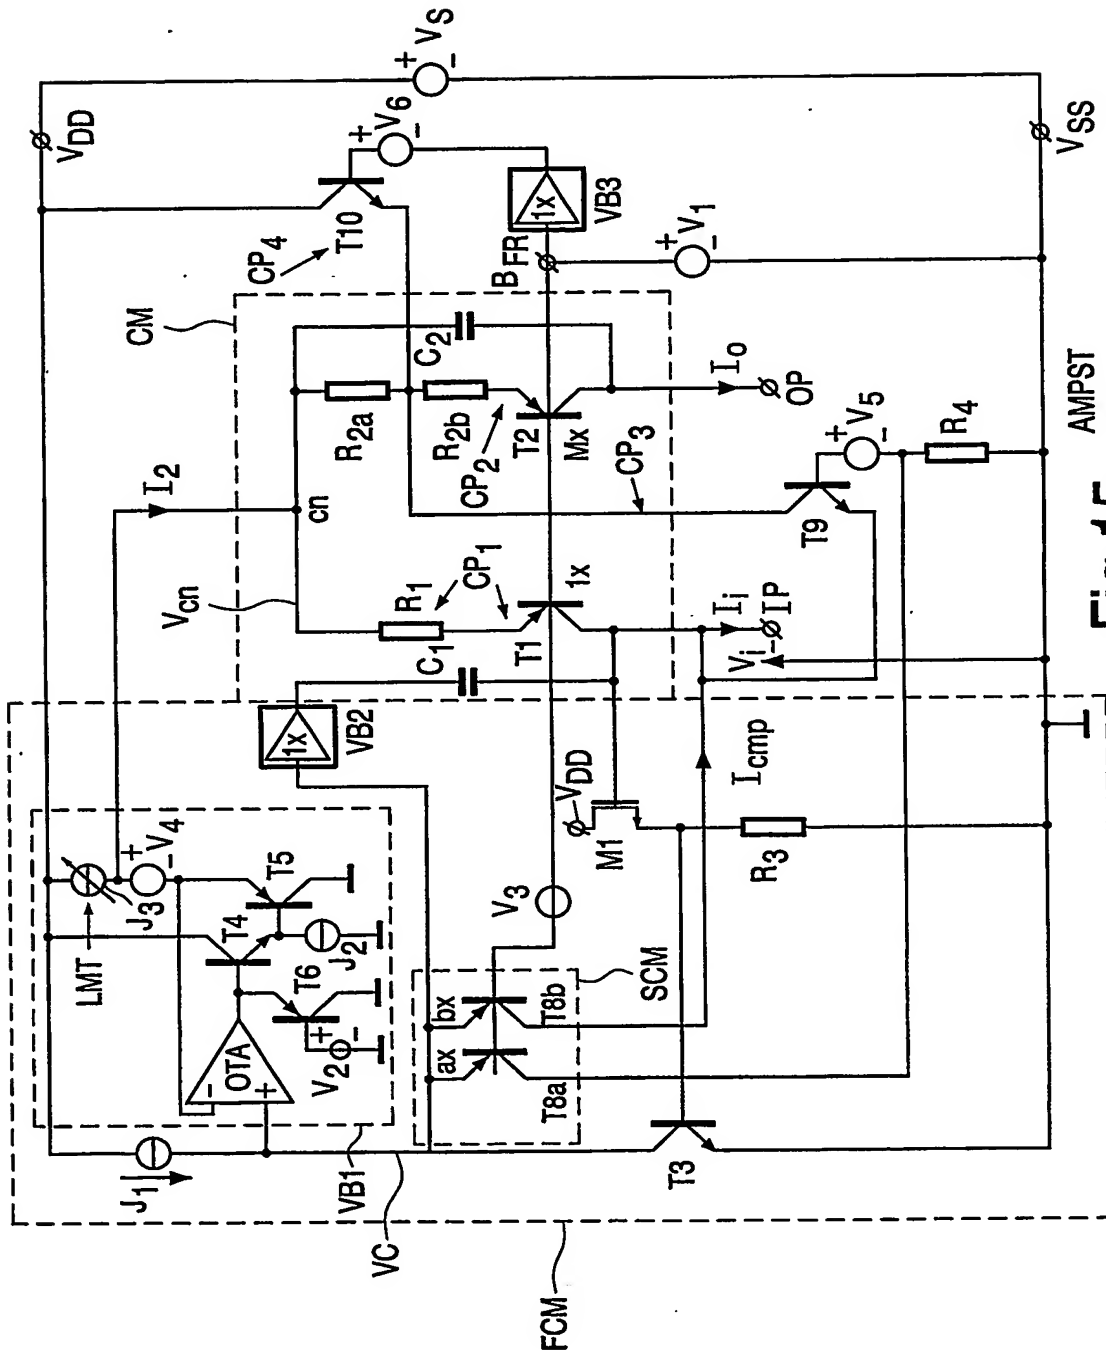 FCM
VC
VB1
J1
LMT
J3
V4
+
-
T4
T5
T6
J2
V2
+
-
OTA
-
+
VB2
1x
SCM
ax
bx
T8a
T8b
T3
V3
VDD
M1
R3
Icmp
CM
Vcn
cn
I2
R1
CP1
C1
T1
1x
R2a
R2b
CP2
T2
Mx
C2
CP3
Ii
IP
Vi
-
Io
OP
T9
V5
+
-
R4
CP4
T10
V6
+
-
1x
VB3
BFR
V1
+
-
VDD
VS
+
-
VSS
AMPST